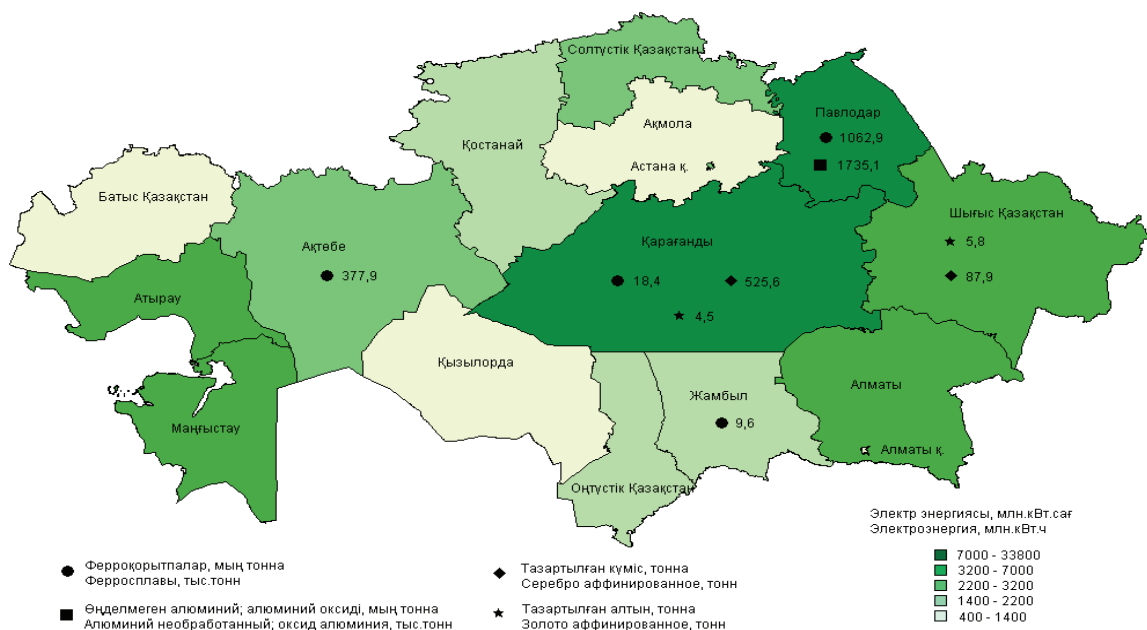 Солтүстік Қазақстан
Павлодар
1062,9
1735,1
Ақмола
Астана қ.
Қостанай
Батыс Қазақстан
Шығыс Қазақстан
5,8
87,9
Ақтөбе
377,9
Қарағанды
18,4
525,6
4,5
Атырау
Қызылорда
Алматы
Жамбыл
9,6
Маңғыстау
Алматы қ.
Оңтүстік Қазақстан
Электр энергиясы, млн.кВт.сағ
Электроэнергия, млн.кВт.ч
7000 - 33800
3200 - 7000
2200 - 3200
1400 - 2200
400 - 1400
Ферроқорытпалар, мың тонна
Ферросплавы, тыс.тонн
Тазартылған күміс, тонна
Серебро аффинированное, тонн
Өңделмеген алюминий; алюминий оксиді, мың тонна
Алюминий необработанный; оксид алюминия, тыс.тонн
Тазартылған алтын, тонна
Золото аффинированное, тонн